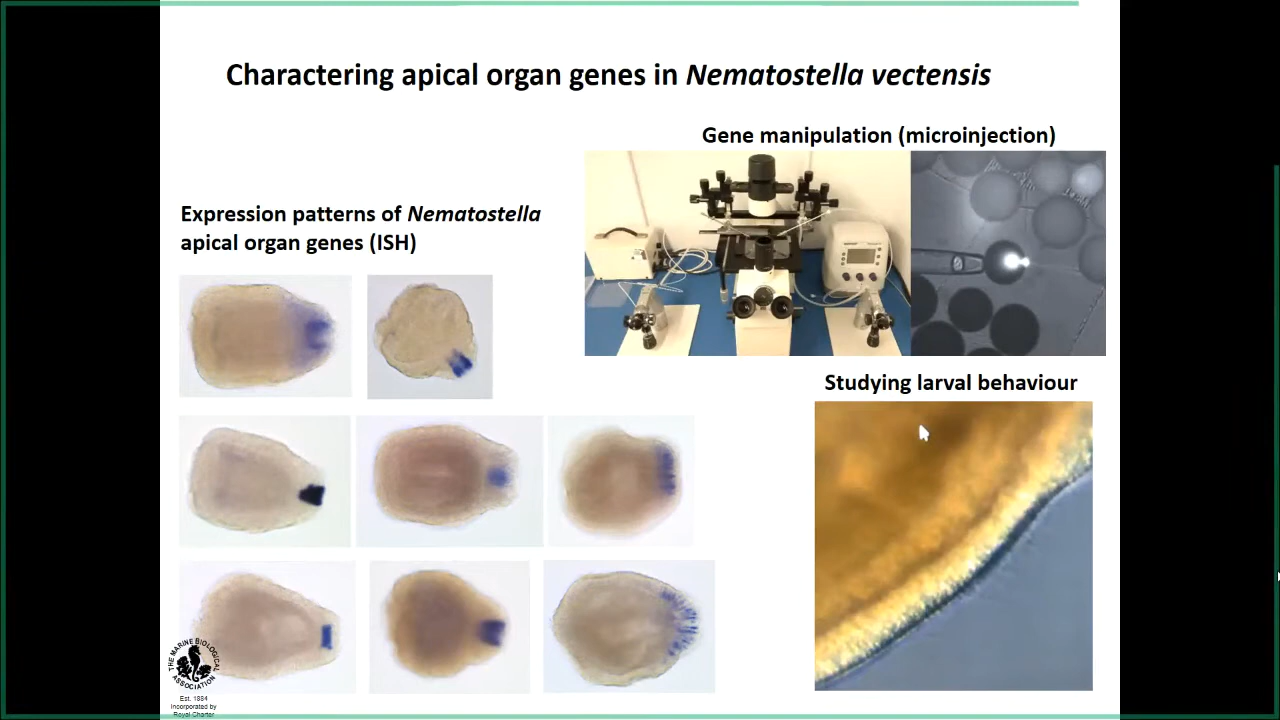 Charactering apical organ genes in Nematostella vectensis
Gene manipulation (microinjection)
Expression patterns of Nematostella
apical organ genes (ISH)
Studying larval behaviour
THE MARINE BIOLOGICAL
ASSOCIATION
Est. 1884
Incorporated by
Royal Charter